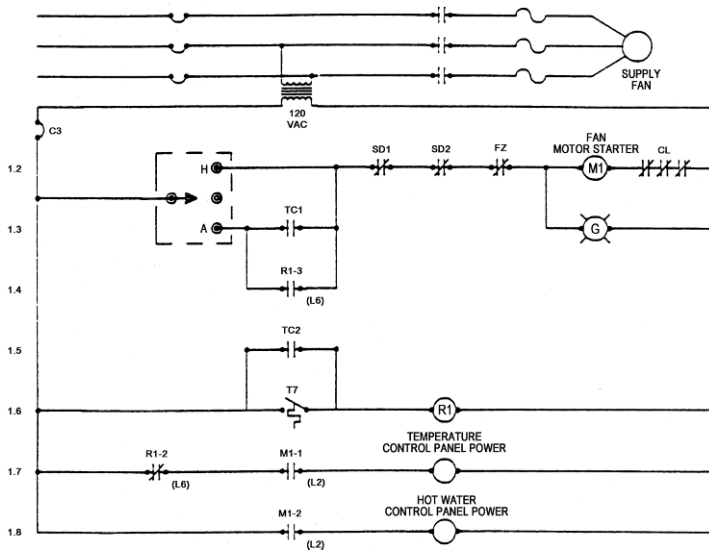 SUPPLY
FAN
120
VAC
C3
FAN
MOTOR STARTER
SD1 SD2 FZ CL
1.2 H M1
TC1
1.3 A G
R1-3
1.4 (L6)
TC2
1.5
T7
1.6 R1
TEMPERATURE
CONTROL PANEL POWER
R1-2 M1-1
1.7
(L6) (L2)
HOT WATER
CONTROL PANEL POWER
M1-2
1.8
(L2)